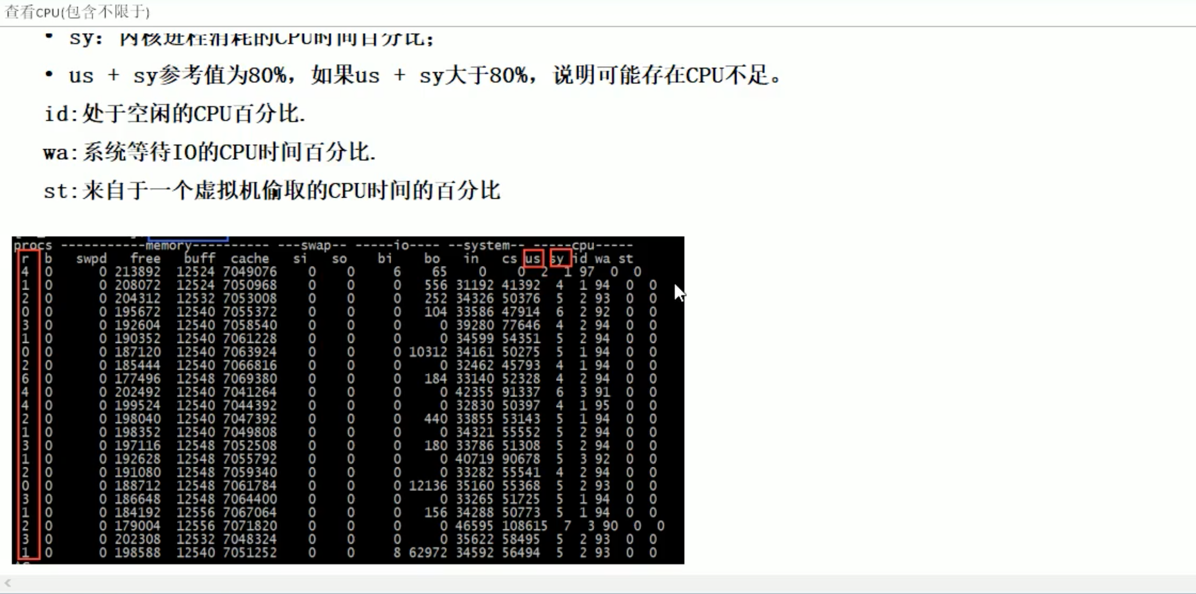 查看CPU(包含不限于)
• sy: 内核进程消耗的CPU时间百分比;
• us + sy参考值为80%, 如果us + sy大于80%, 说明可能存在CPU不足。
id:处于空闲的CPU百分比.
wa:系统等待IO的CPU时间百分比.
st:来自于一个虚拟机偷取的CPU时间的百分比
procs -----------memory---------- ---swap-- -----io---- --system-- -----cpu-----
r b swpd free buff cache si so bi bo in cs us sy id wa st
4 0 0 213892 12524 7049076 0 0 6 65 0 0 2 1 97 0 0
1 0 0 208072 12524 7050968 0 0 0 556 31192 41392 4 1 94 0 0
2 0 0 204312 12532 7053008 0 0 0 252 34326 50376 5 2 93 0 0
0 0 0 195672 12540 7055372 0 0 0 104 33586 47914 6 2 92 0 0
3 0 0 192604 12540 7058540 0 0 0 0 39280 77646 4 2 94 0 0
1 0 0 190352 12540 7061228 0 0 0 0 34599 54351 5 2 94 0 0
0 0 0 187120 12540 7063924 0 0 0 10312 34161 50275 5 1 94 0 0
2 0 0 185444 12540 7066816 0 0 0 0 32462 45793 4 1 94 0 0
6 0 0 177496 12548 7069380 0 0 0 184 33140 52328 4 2 94 0 0
4 0 0 202492 12540 7041264 0 0 0 0 42355 91337 6 3 91 0 0
4 0 0 199524 12540 7044392 0 0 0 0 32830 50397 4 1 95 0 0
2 0 0 198040 12540 7047392 0 0 0 440 33855 53143 5 1 94 0 0
1 0 0 198352 12540 7049808 0 0 0 0 34321 55552 5 2 94 0 0
3 0 0 197116 12548 7052508 0 0 0 180 33786 51308 5 2 94 0 0
1 0 0 192628 12548 7055792 0 0 0 0 40719 90678 5 3 92 0 0
2 0 0 191080 12548 7059340 0 0 0 0 33282 55541 4 2 94 0 0
0 0 0 188712 12548 7061784 0 0 0 12136 35160 55368 5 2 93 0 0
3 0 0 186648 12548 7064400 0 0 0 0 33265 51725 5 1 94 0 0
1 0 0 184192 12556 7067064 0 0 0 156 34288 50773 5 1 94 0 0
2 0 0 179004 12556 7071820 0 0 0 0 46595 108615 7 3 90 0 0
3 0 0 202308 12532 7048324 0 0 0 0 35622 58495 5 2 93 0 0
1 0 0 198588 12540 7051252 0 0 8 62972 34592 56494 5 2 93 0 0